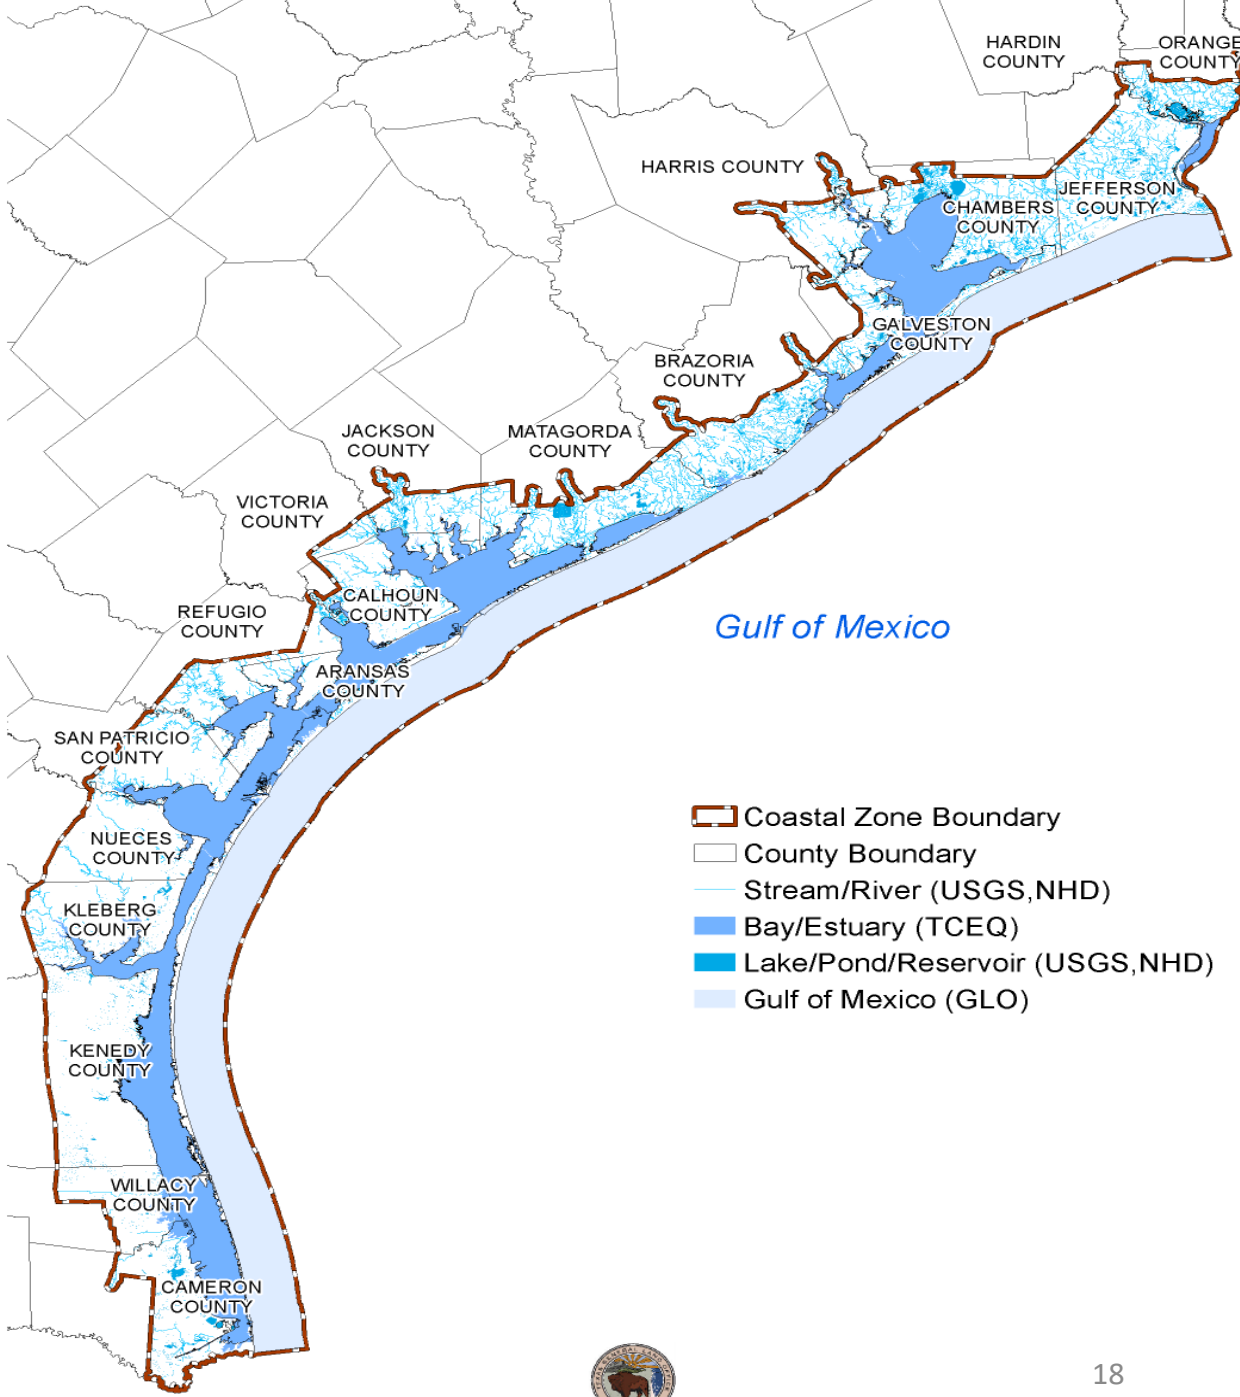 HARDIN
COUNTY
ORANGE
COUNTY
HARRIS COUNTY
JEFFERSON
COUNTY
CHAMBERS
COUNTY
GALVESTON
COUNTY
BRAZORIA
COUNTY
JACKSON
COUNTY
MATAGORDA
COUNTY
VICTORIA
COUNTY
CALHOUN
COUNTY
REFUGIO
COUNTY
Gulf of Mexico
ARANSAS
COUNTY
SAN PATRICIO
COUNTY
NUECES
COUNTY
KLEBERG
COUNTY
KENEDY
COUNTY
WILLACY
COUNTY
CAMERON
COUNTY
Coastal Zone Boundary
County Boundary
Stream/River (USGS,NHD)
Bay/Estuary (TCEQ)
Lake/Pond/Reservoir (USGS,NHD)
Gulf of Mexico (GLO)
18